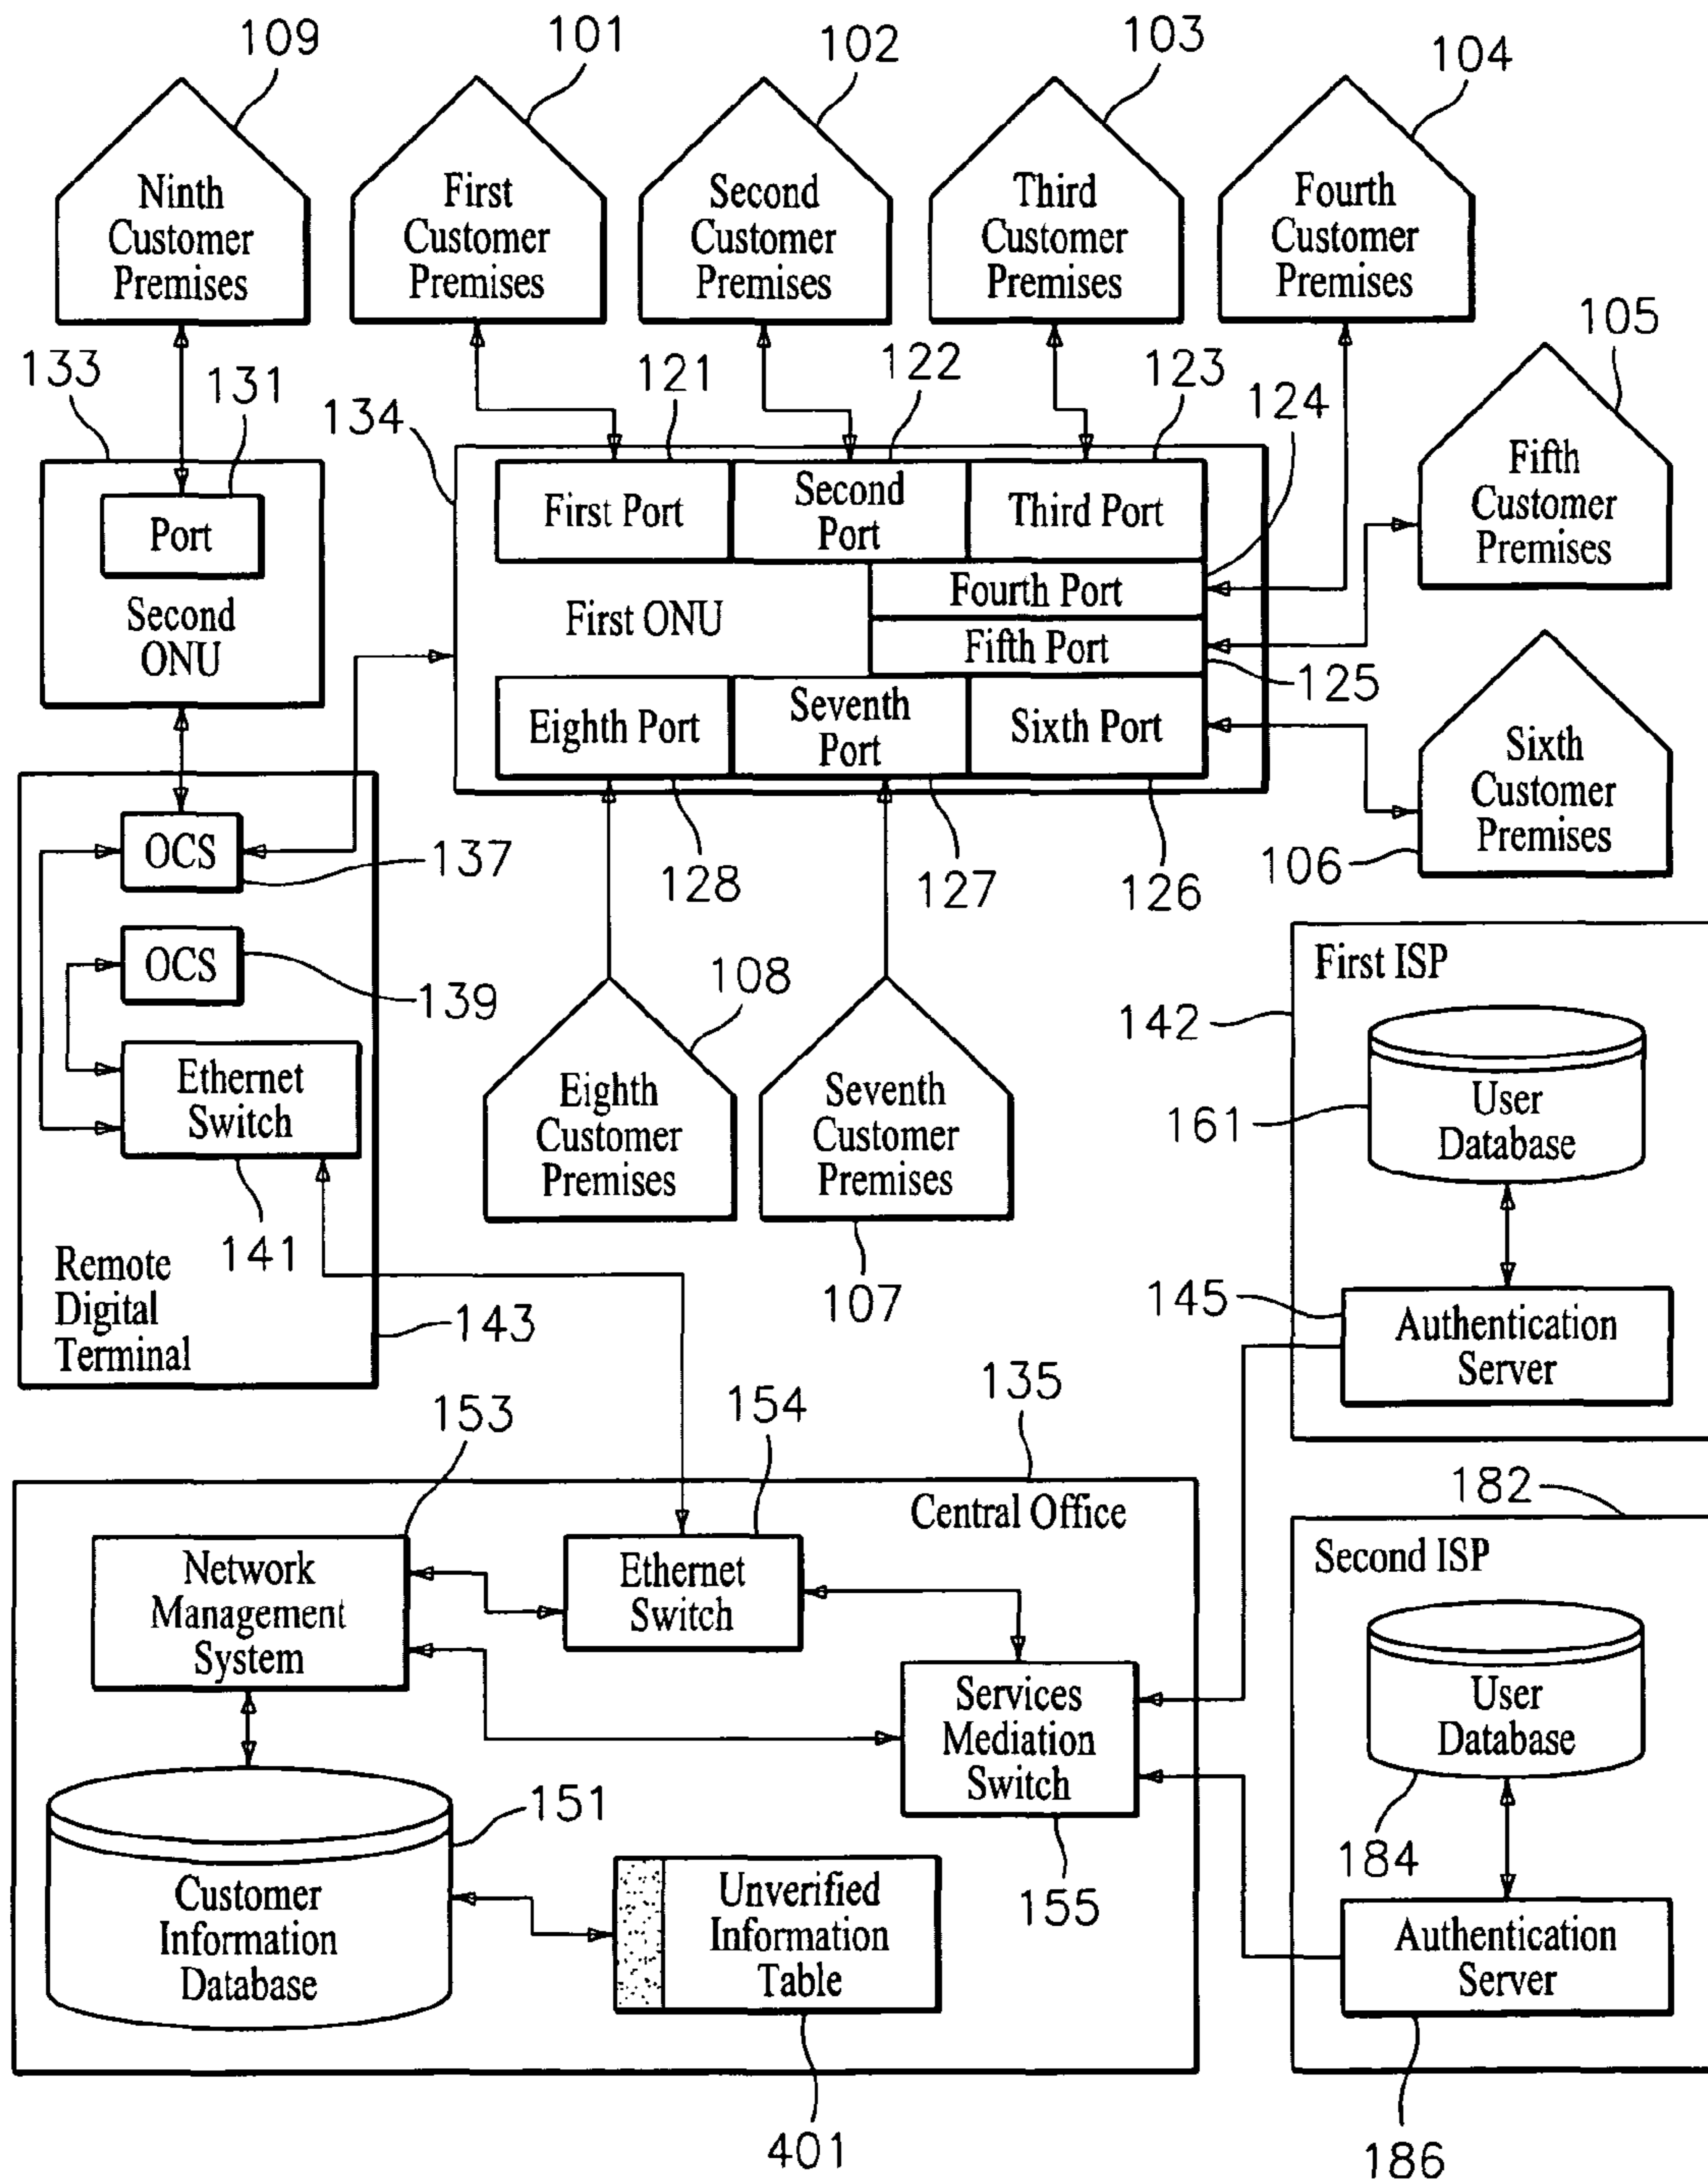 109
101
102
103
104
Ninth
Customer
Premises
First
Customer
Premises
Second
Customer
Premises
Third
Customer
Premises
Fourth
Customer
Premises
105
133
131
134
121
122
123
124
Fifth
Customer
Premises
Port
Second
ONU
First Port
Second
Port
Third Port
Fourth Port
First ONU
Fifth Port
125
Eighth Port
Seventh
Port
Sixth Port
Sixth
Customer
Premises
106
OCS
137
128
127
126
OCS
139
108
First ISP
142
Ethernet
Switch
141
Eighth
Customer
Premises
Seventh
Customer
Premises
107
User
Database
161
Remote
Digital
Terminal
143
145
Authentication
Server
153
154
135
Central Office
182
Second ISP
Network
Management
System
Ethernet
Switch
Services
Mediation
Switch
155
User
Database
184
151
Customer
Information
Database
Unverified
Information
Table
401
Authentication
Server
186